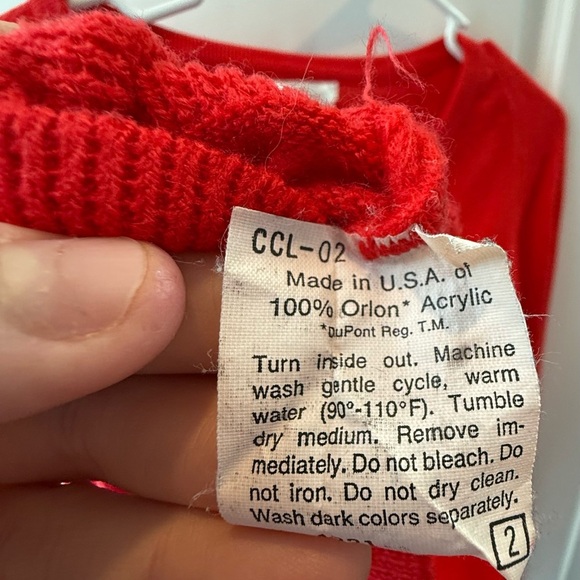 CCL-02
Made in U.S.A. of
100% Orlon* Acrylic
*DuPont Reg. T.M.
Turn inside out. Machine
wash gentle cycle, warm
water (90°-110°F). Tumble
dry medium. Remove im-
mediately. Do not bleach. Do
not iron. Do not dry clean.
Wash dark colors separately.
2